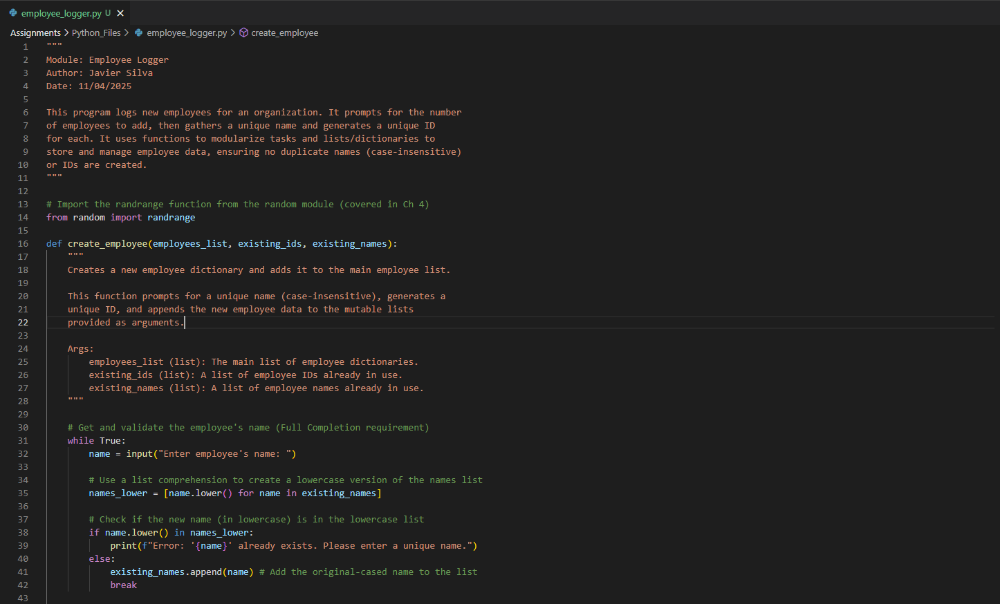 employee_logger.py U
Assignments > Python_Files > employee_logger.py > create_employee
1 """
2 Module: Employee Logger
3 Author: Javier Silva
4 Date: 11/04/2025
5
6 This program logs new employees for an organization. It prompts for the number
7 of employees to add, then gathers a unique name and generates a unique ID
8 for each. It uses functions to modularize tasks and lists/dictionaries to
9 store and manage employee data, ensuring no duplicate names (case-insensitive)
10 or IDs are created.
11 """
12
13 # Import the randrange function from the random module (covered in Ch 4)
14 from random import randrange
15
16 def create_employee(employees_list, existing_ids, existing_names):
17     """
18     Creates a new employee dictionary and adds it to the main employee list.
19
20     This function prompts for a unique name (case-insensitive), generates a
21     unique ID, and appends the new employee data to the mutable lists
22     provided as arguments.
23
24     Args:
25         employees_list (list): The main list of employee dictionaries.
26         existing_ids (list): A list of employee IDs already in use.
27         existing_names (list): A list of employee names already in use.
28     """
29
30     # Get and validate the employee's name (Full Completion requirement)
31     while True:
32         name = input("Enter employee's name: ")
33
34         # Use a list comprehension to create a lowercase version of the names list
35         names_lower = [name.lower() for name in existing_names]
36
37         # Check if the new name (in lowercase) is in the lowercase list
38         if name.lower() in names_lower:
39             print(f"Error: '{name}' already exists. Please enter a unique name.")
40         else:
41             existing_names.append(name) # Add the original-cased name to the list
42             break
43